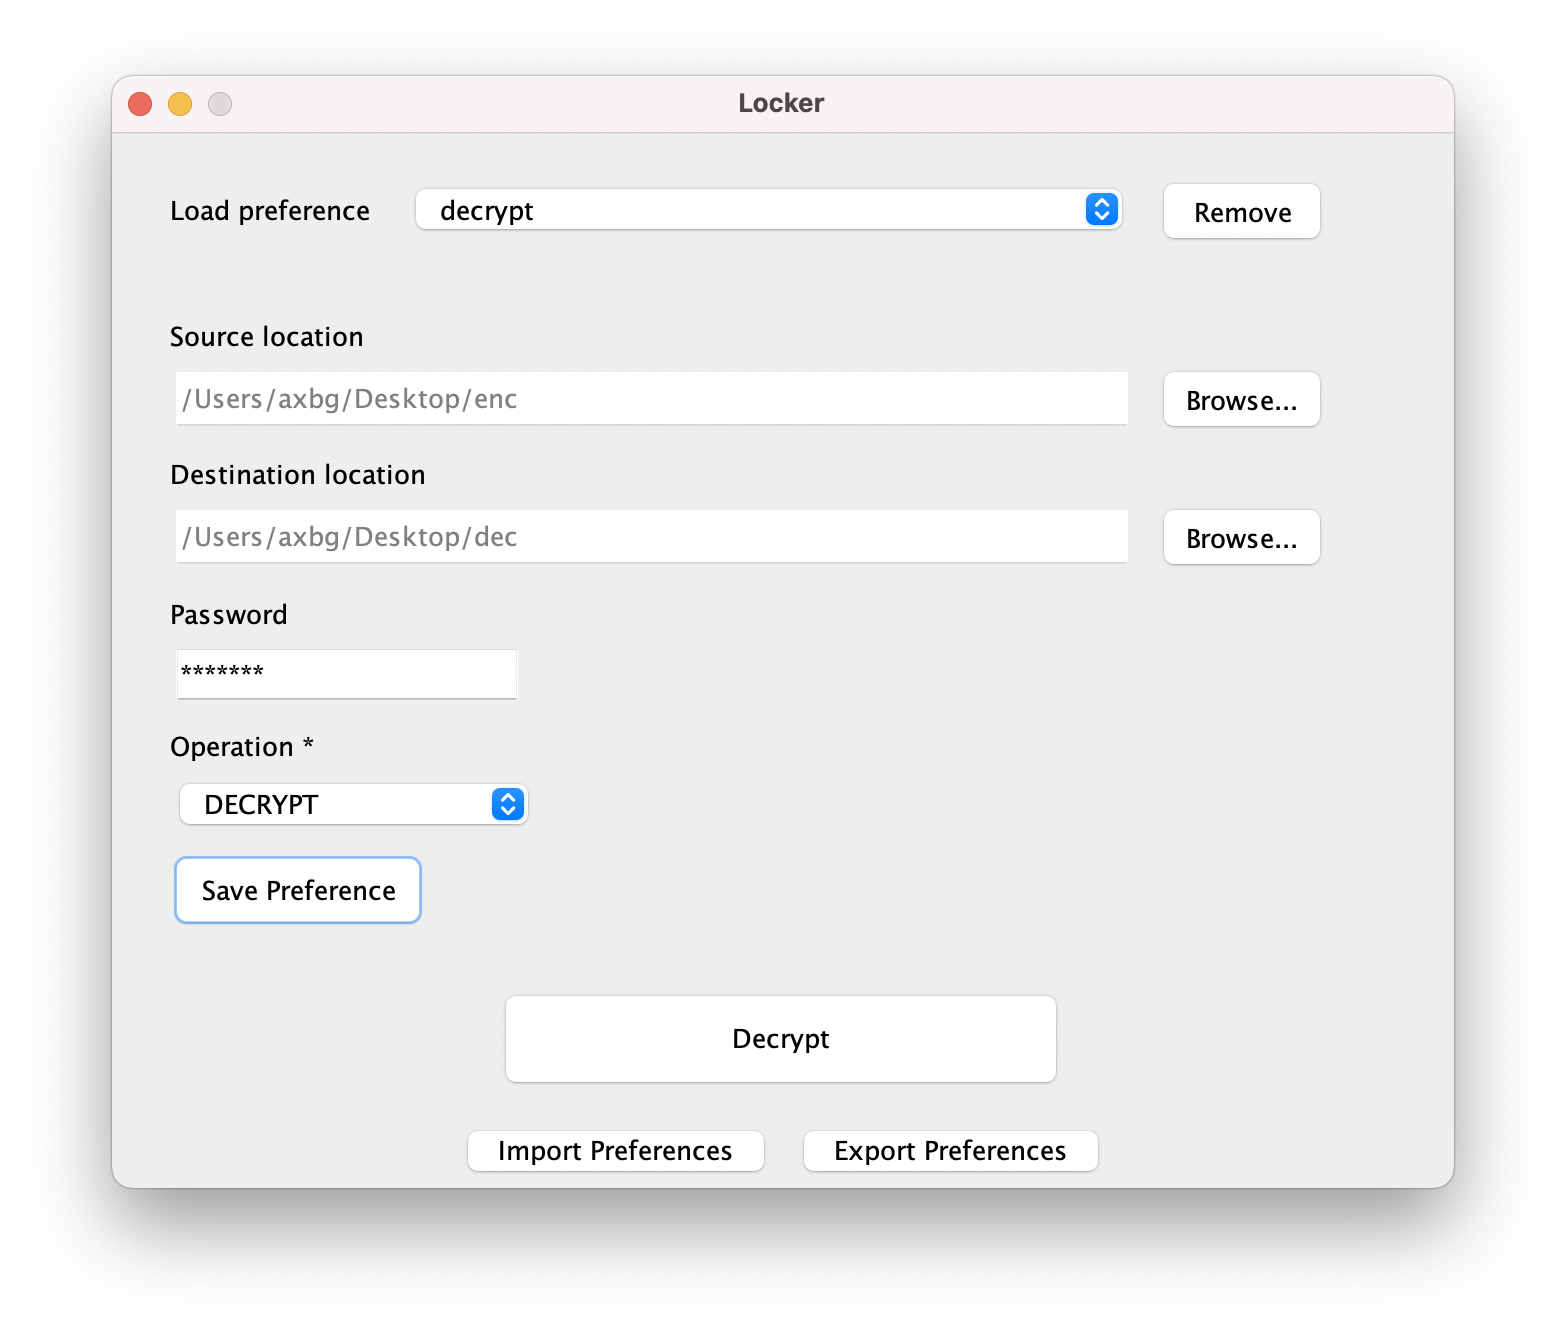 Locker
Load preference decrypt Remove
Source location
/Users/axbg/Desktop/enc Browse...
Destination location
/Users/axbg/Desktop/dec Browse...
Password
*******
Operation *
DECRYPT
Save Preference
Decrypt
Import Preferences Export Preferences